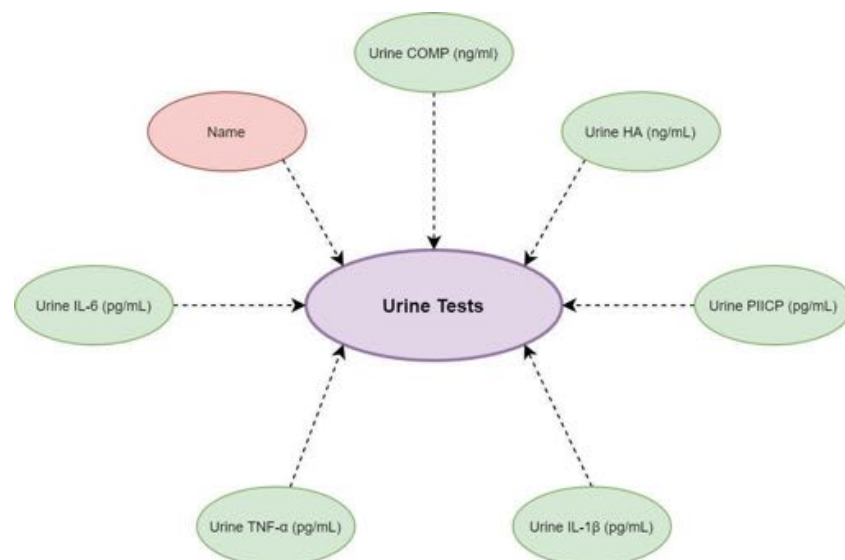 Urine COMP (ng/ml)
Name
Urine HA (ng/mL)
Urine IL-6 (pg/mL)
Urine Tests
Urine PIICP (pg/mL)
Urine TNF-α (pg/mL)
Urine IL-1β (pg/mL)